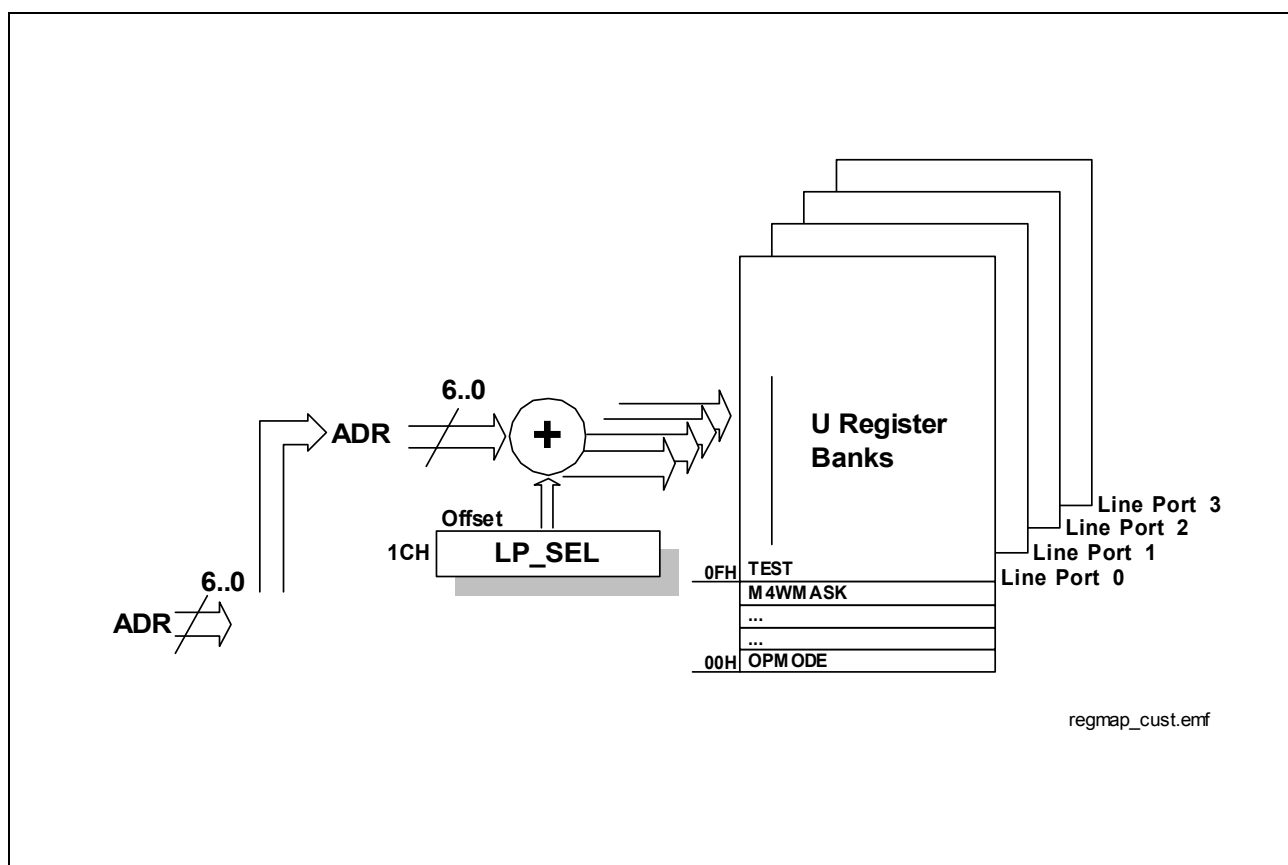 6..0
ADR
6..0
ADR
+
Offset
1CH
LP_SEL
U Register
Banks
Line Port 3
Line Port 2
Line Port 1
Line Port 0
0FH
TEST
M4WMASK
...
...
00H
OPMODE
regmap_cust.emf